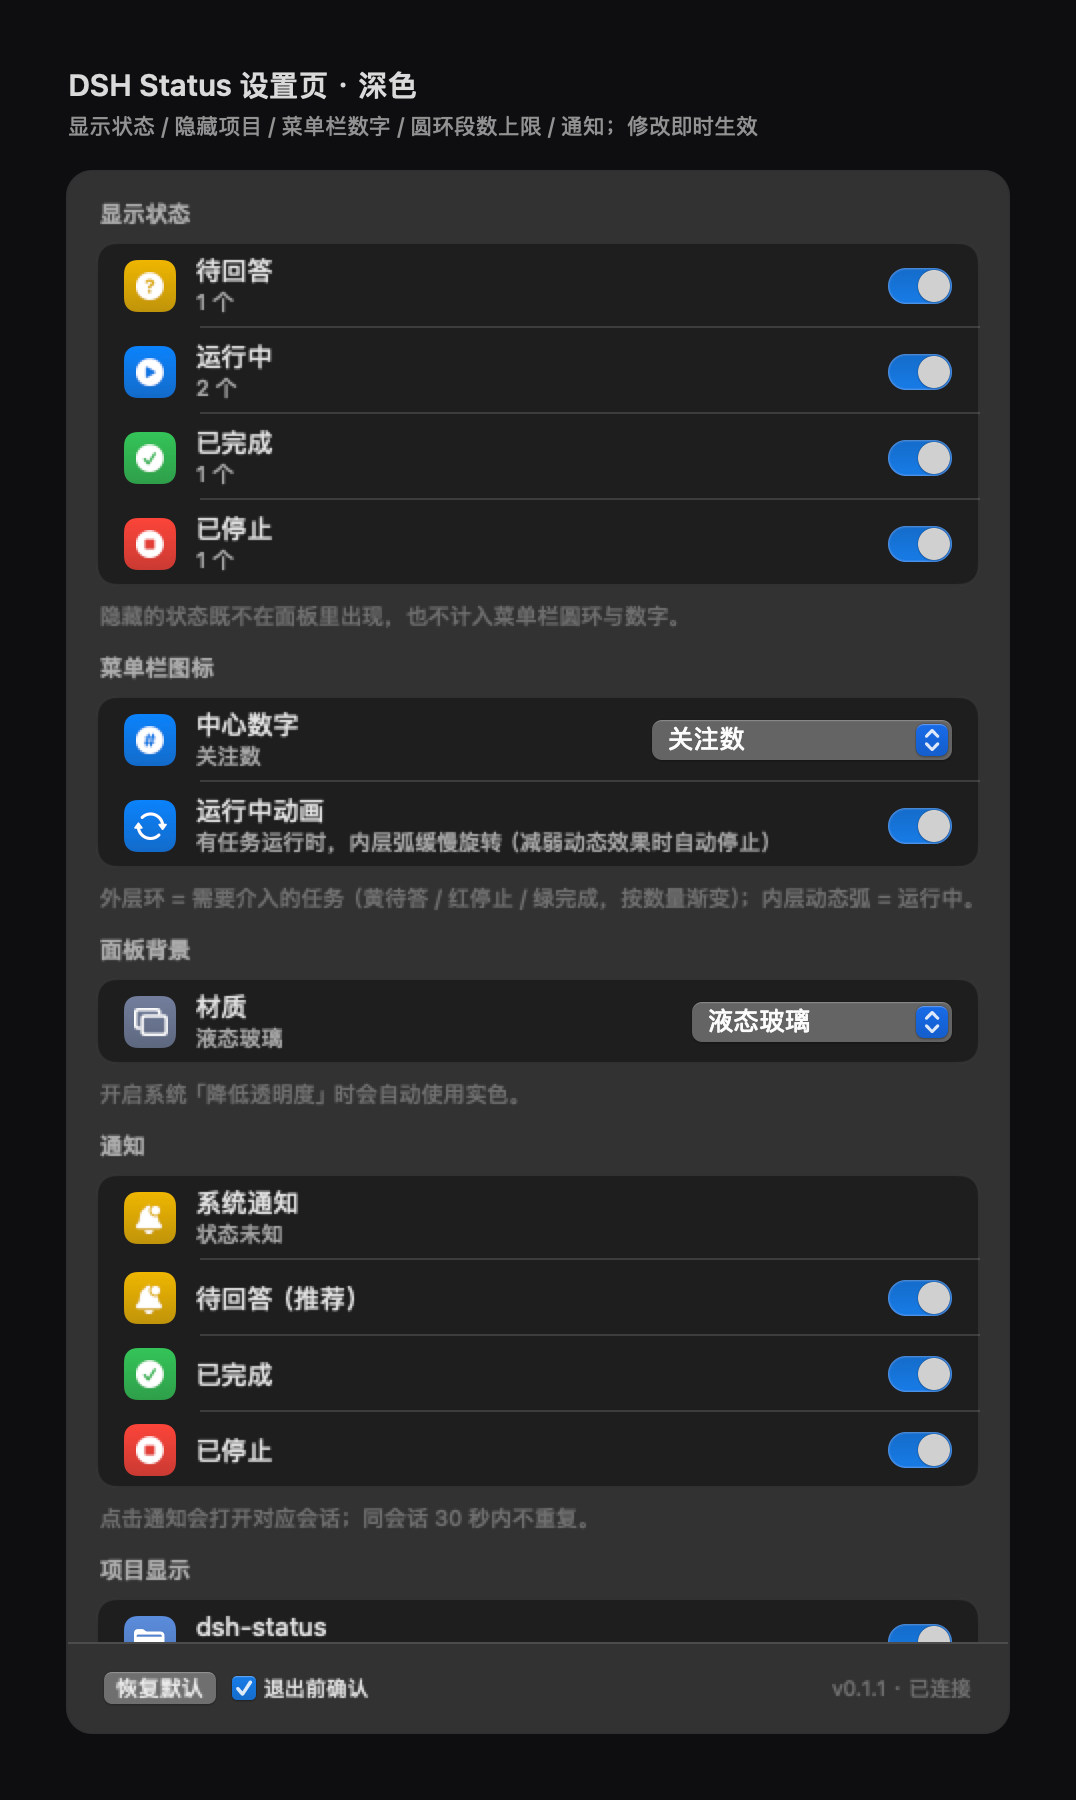 DSH Status 设置页 · 深色
显示状态 / 隐藏项目 / 菜单栏数字 / 圆环段数上限 / 通知；修改即时生效
显示状态
待回答
1 个
运行中
2 个
已完成
1 个
已停止
1 个
隐藏的状态既不在面板里出现，也不计入菜单栏圆环与数字。
菜单栏图标
中心数字
关注数
关注数
运行中动画
有任务运行时，内层弧缓慢旋转（减弱动态效果时自动停止）
外层环 = 需要介入的任务（黄待答 / 红停止 / 绿完成，按数量渐变）；内层动态弧 = 运行中。
面板背景
材质
液态玻璃
液态玻璃
开启系统「降低透明度」时会自动使用实色。
通知
系统通知
状态未知
待回答（推荐）
已完成
已停止
点击通知会打开对应会话；同会话 30 秒内不重复。
项目显示
dsh-status
恢复默认
退出前确认
v0.1.1 · 已连接